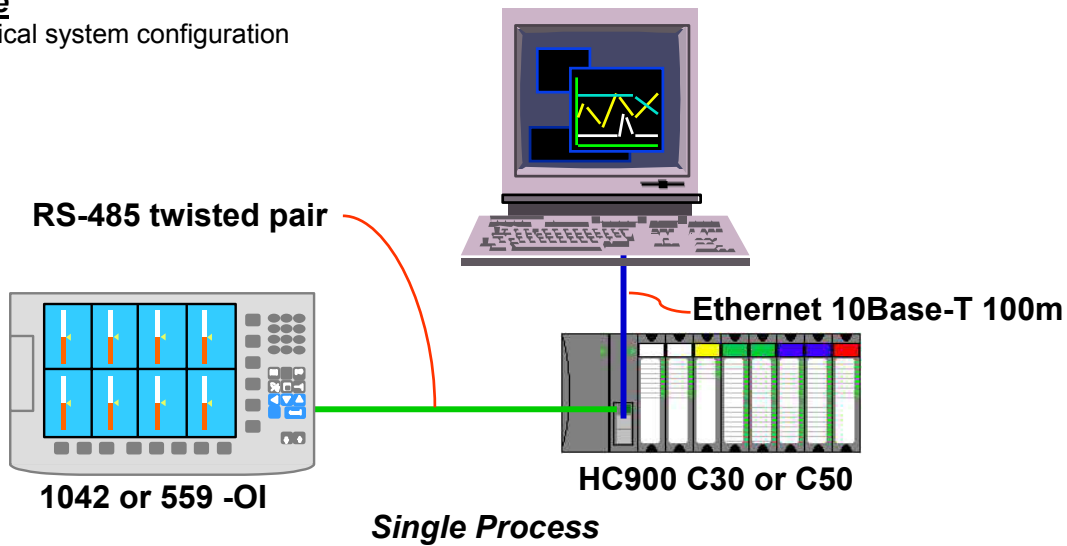 ical system configuration
RS-485 twisted pair
Ethernet 10Base-T 100m
1042 or 559 -OI
HC900 C30 or C50
Single Process